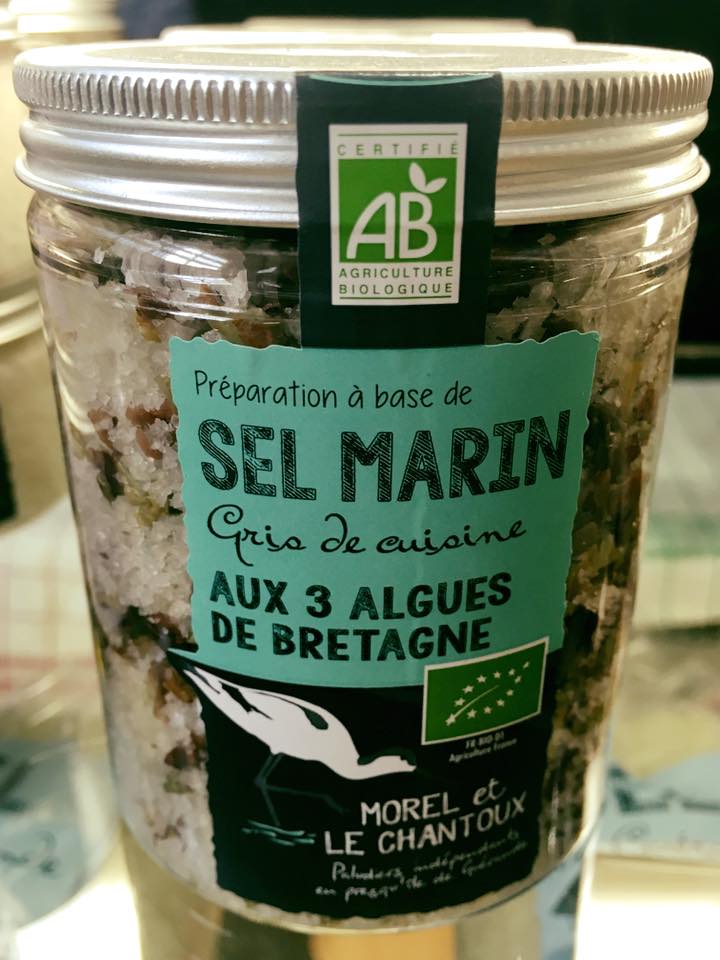 CERTIFIÉ
AB
AGRICULTURE
BIOLOGIQUE
Préparation à base de
SEL MARIN
Gris de cuisine
AUX 3 ALGUES
DE BRETAGNE
FR-BIO-01
Agriculture France
MOREL et
LE CHANTOUX
Paludiers indépendants
en presqu'île de Guérande